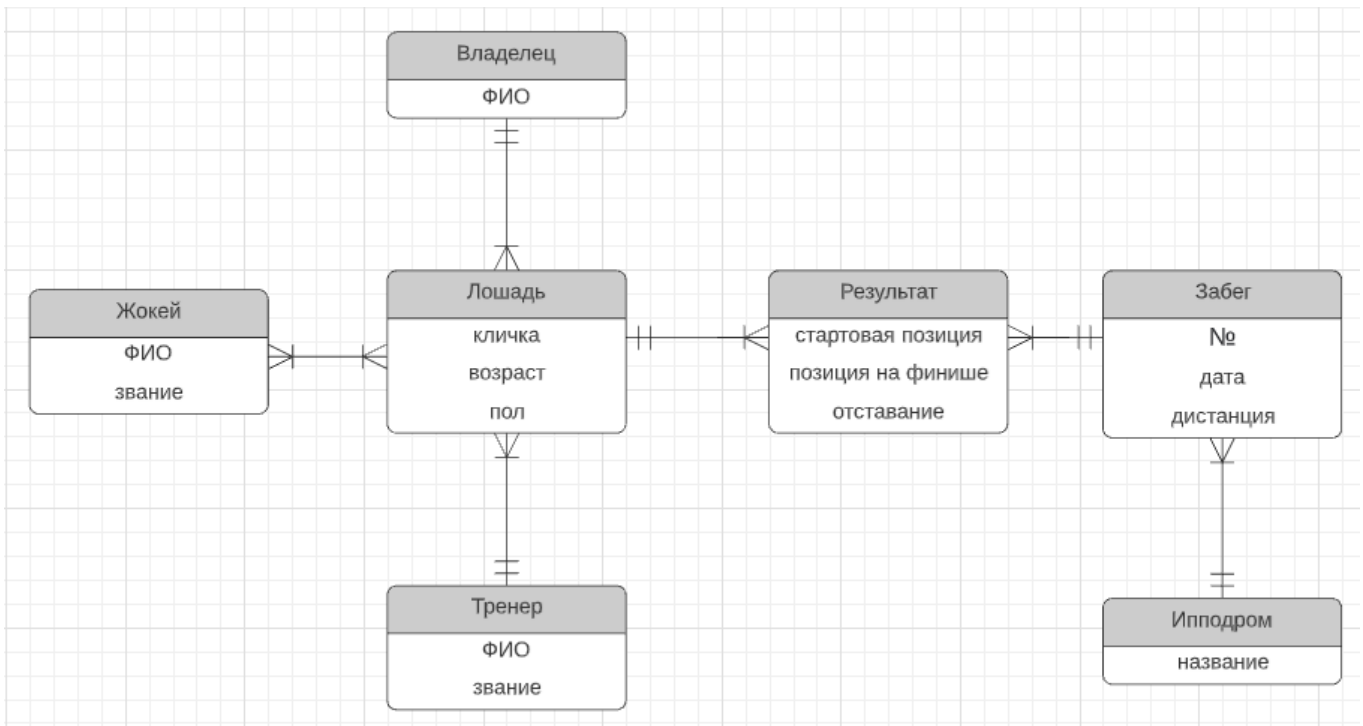 Владелец
ФИО
Жокей
ФИО
звание
Лошадь
кличка
возраст
пол
Результат
стартовая позиция
позиция на финише
отставание
Забег
№
дата
дистанция
Тренер
ФИО
звание
Ипподром
название